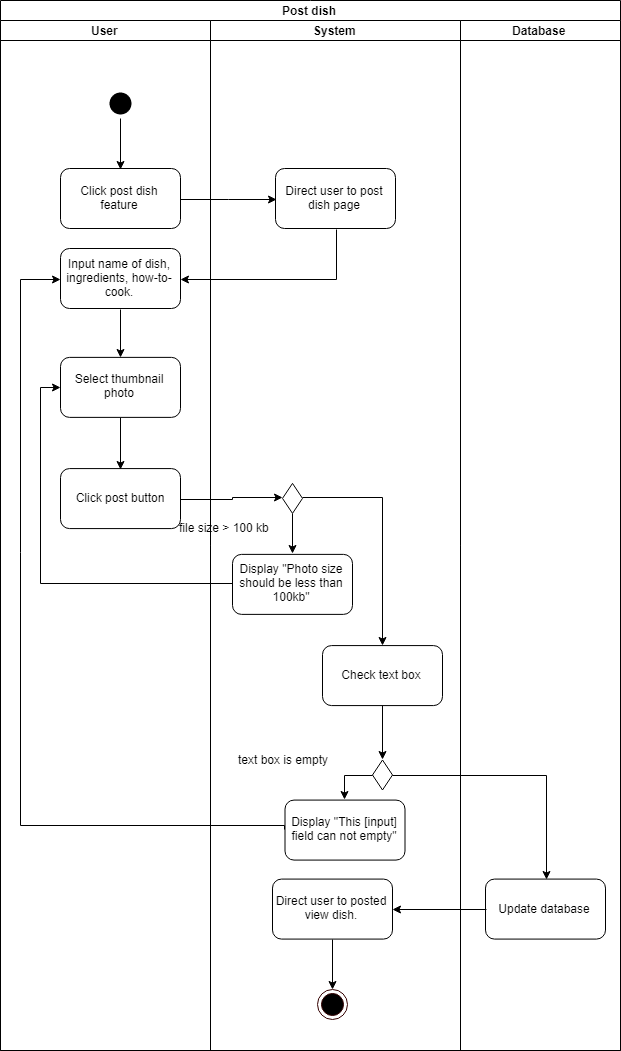 Post dish
User
System
Database
Click post dish
feature
Direct user to post
dish page
Input name of dish,
ingredients, how-to-
cook.
Select thumbnail
photo
Click post button
file size > 100 kb
Display "Photo size
should be less than
100kb"
Check text box
text box is empty
Display "This [input]
field can not empty"
Direct user to posted
view dish.
Update database